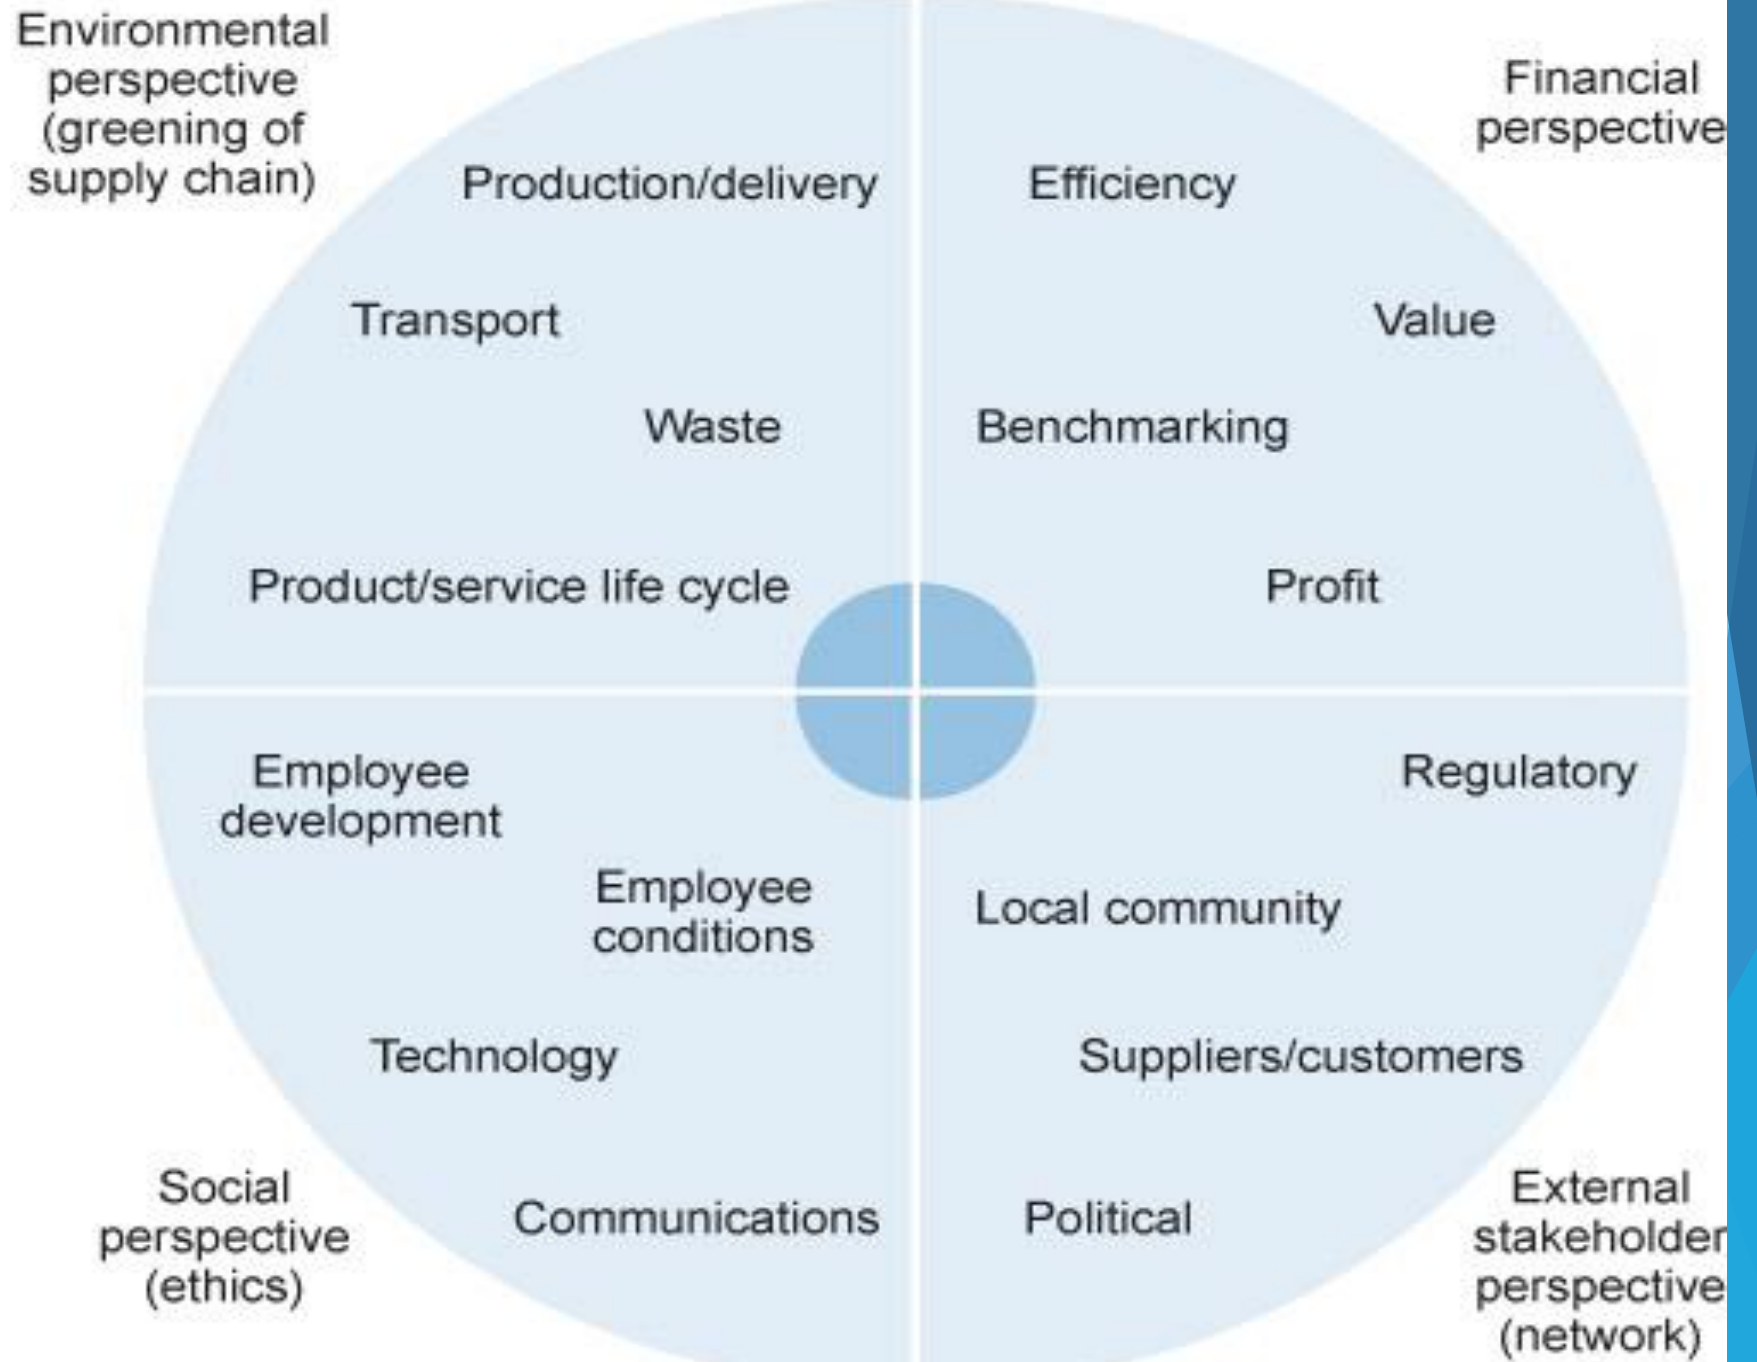 Environmental
perspective
(greening of
supply chain)
Financial
perspective
Production/delivery
Efficiency
Transport
Value
Waste
Benchmarking
Product/service life cycle
Profit
Employee
development
Regulatory
Employee
conditions
Local community
Technology
Suppliers/customers
Social
perspective
(ethics)
Communications
Political
External
stakeholder
perspective
(network)